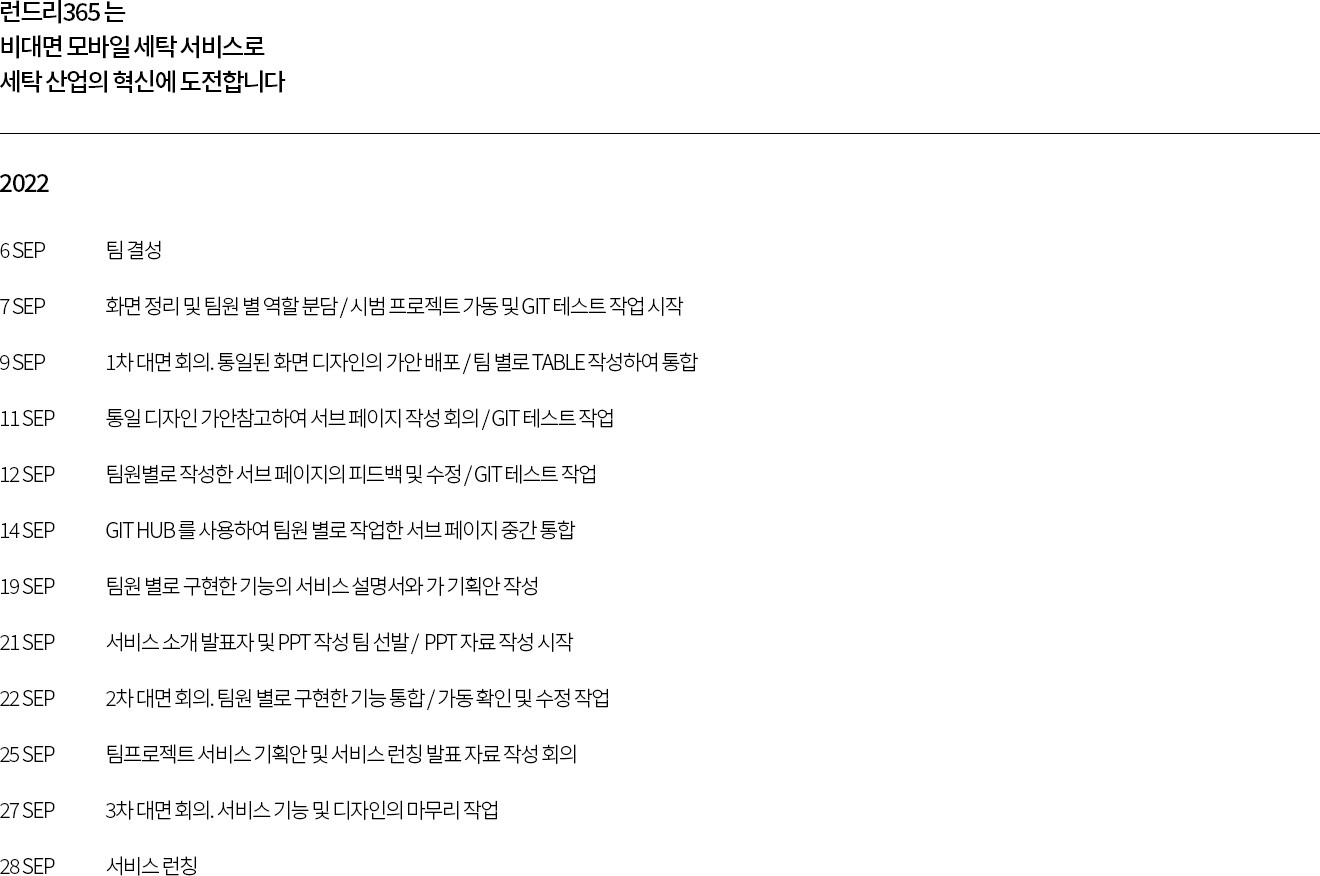 런드리365 는
비대면 모바일 세탁 서비스로
세탁 산업의 혁신에 도전합니다
2022
6 SEP 팀 결성
7 SEP 화면 정리 및 팀원 별 역할 분담 / 시범 프로젝트 가동 및 GIT 테스트 작업 시작
9 SEP 1차 대면 회의. 통일된 화면 디자인의 가안 배포 / 팀 별로 TABLE 작성하여 통합
11 SEP 통일 디자인 가안참고하여 서브 페이지 작성 회의 / GIT 테스트 작업
12 SEP 팀원별로 작성한 서브 페이지의 피드백 및 수정 / GIT 테스트 작업
14 SEP GIT HUB 를 사용하여 팀원 별로 작업한 서브 페이지 중간 통합
19 SEP 팀원 별로 구현한 기능의 서비스 설명서와 가 기획안 작성
21 SEP 서비스 소개 발표자 및 PPT 작성 팀 선발 / PPT 자료 작성 시작
22 SEP 2차 대면 회의. 팀원 별로 구현한 기능 통합 / 가동 확인 및 수정 작업
25 SEP 팀프로젝트 서비스 기획안 및 서비스 런칭 발표 자료 작성 회의
27 SEP 3차 대면 회의. 서비스 기능 및 디자인의 마무리 작업
28 SEP 서비스 런칭